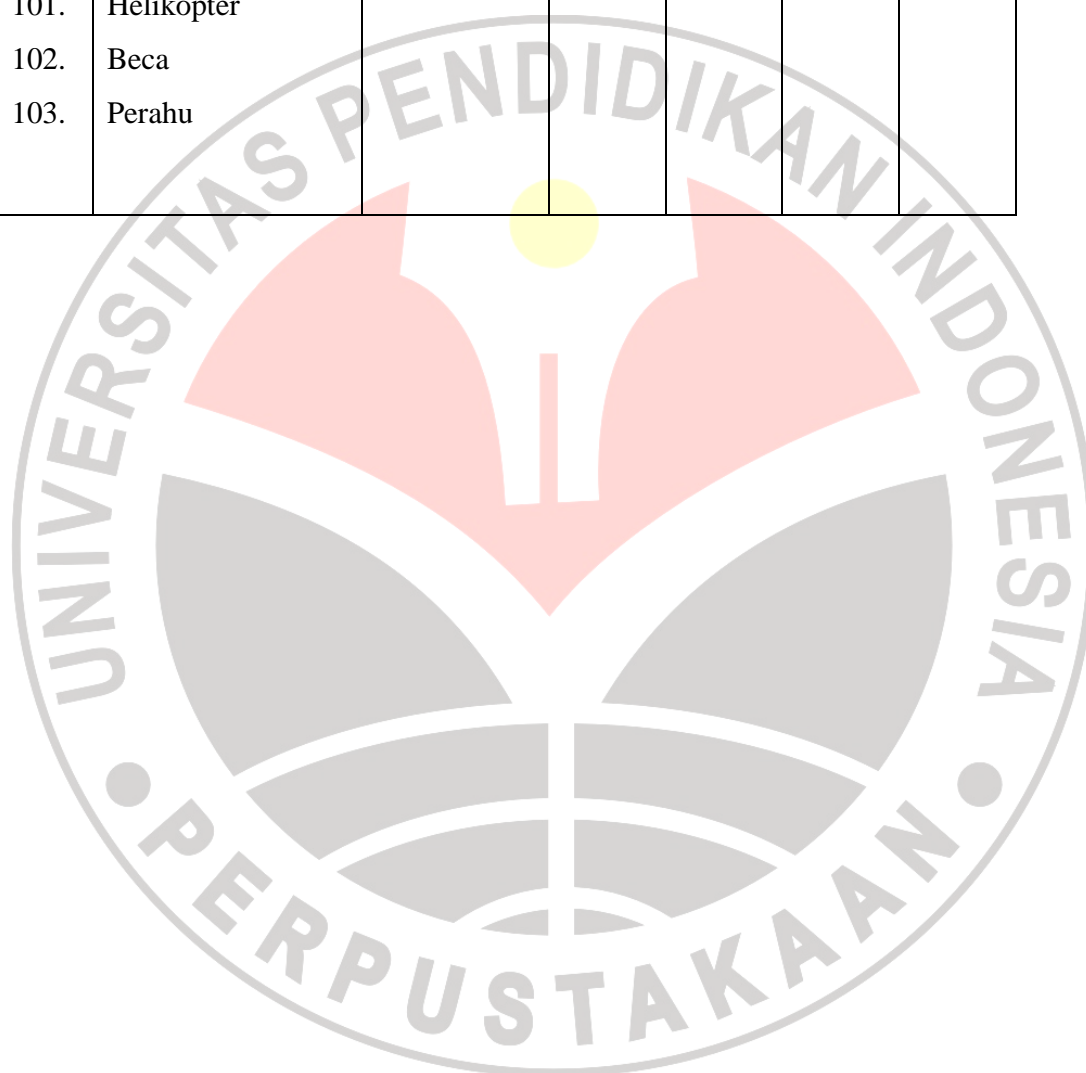 101. Helikopter
102. Beca
103. Perahu
UNIVERSITAS PENDIDIKAN INDONESIA
PERPUSTAKAAN